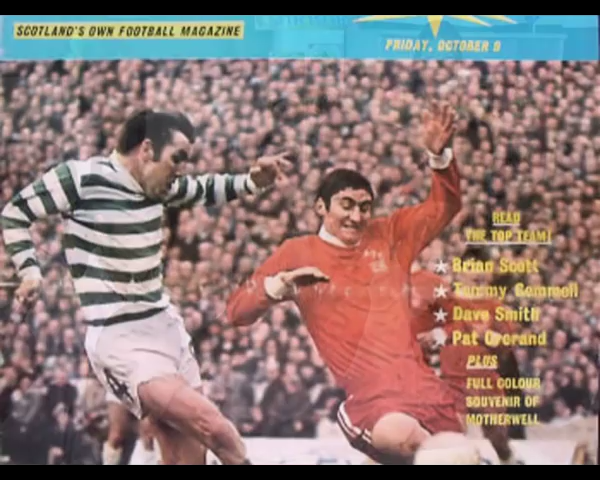 SCOTLAND'S OWN FOOTBALL MAGAZINE
FRIDAY, OCTOBER 9
READ
THE TOP TEAM!
Brian Scott
Tommy Gemmell
Dave Smith
Pat Crerand
PLUS
FULL COLOUR
SOUVENIR OF
MOTHERWELL